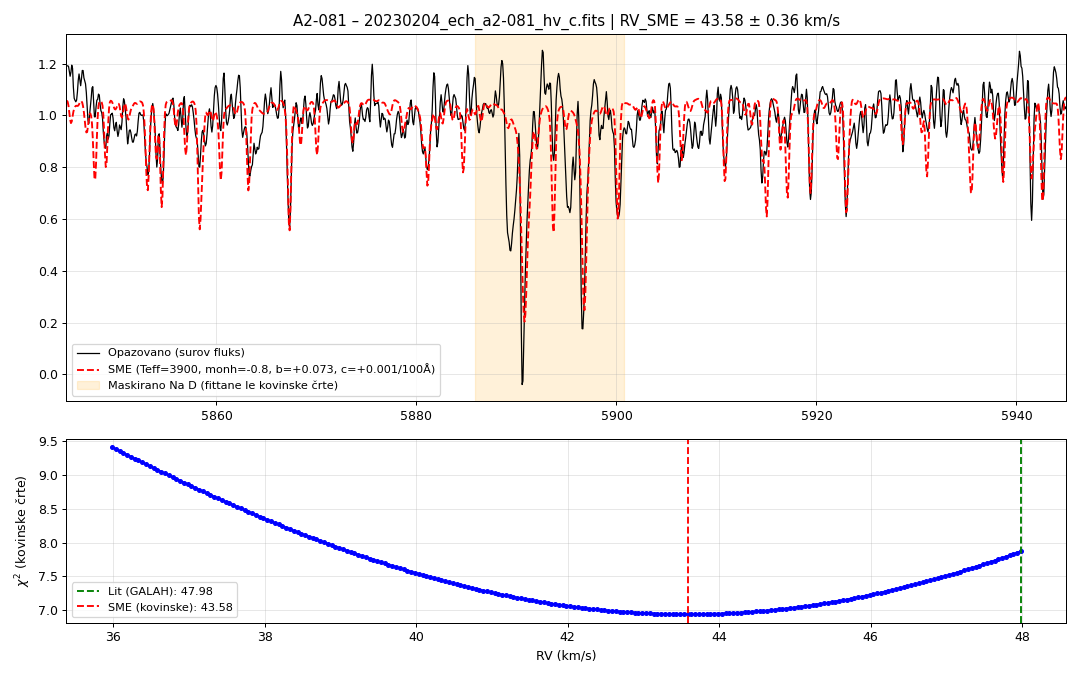 A2-081 – 20230204_ech_a2-081_hv_c.fits | RV_SME = 43.58 ± 0.36 km/s
1.2
1.0
0.8
0.6
0.4
0.2
0.0
Opazovano (surov fluks)
SME (Teff=3900, monh=-0.8, b=+0.073, c=+0.001/100Å)
Maskirano Na D (fittane le kovinske črte)
5860 5880 5900 5920 5940
χ² (kovinske črte)
9.5
9.0
8.5
8.0
7.5
7.0
Lit (GALAH): 47.98
SME (kovinske): 43.58
36 38 40 42 44 46 48
RV (km/s)